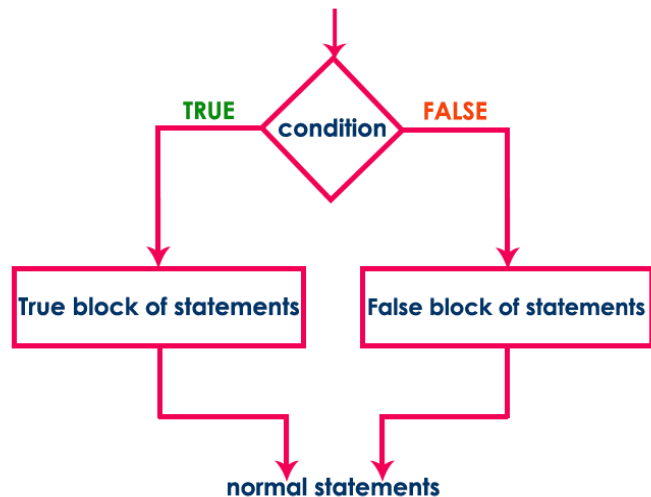 TRUE
FALSE
condition
True block of statements
False block of statements
normal statements